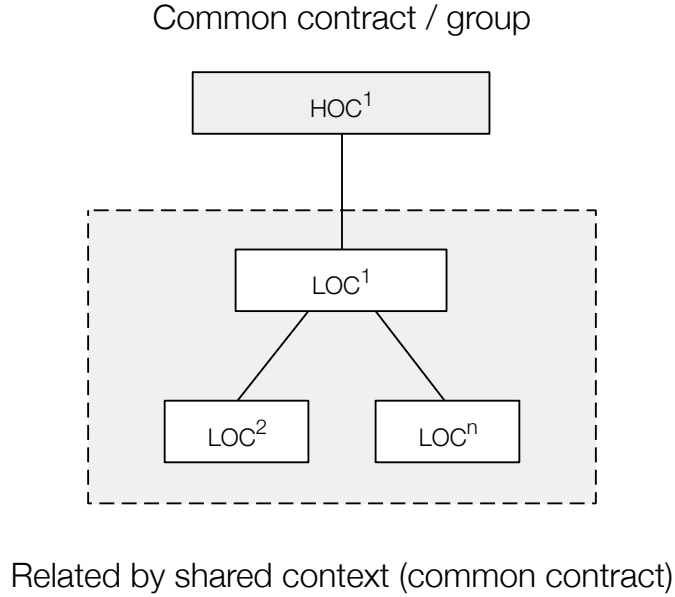 Common contract / group
HOC¹
LOC¹
LOC² LOCⁿ
Related by shared context (common contract)